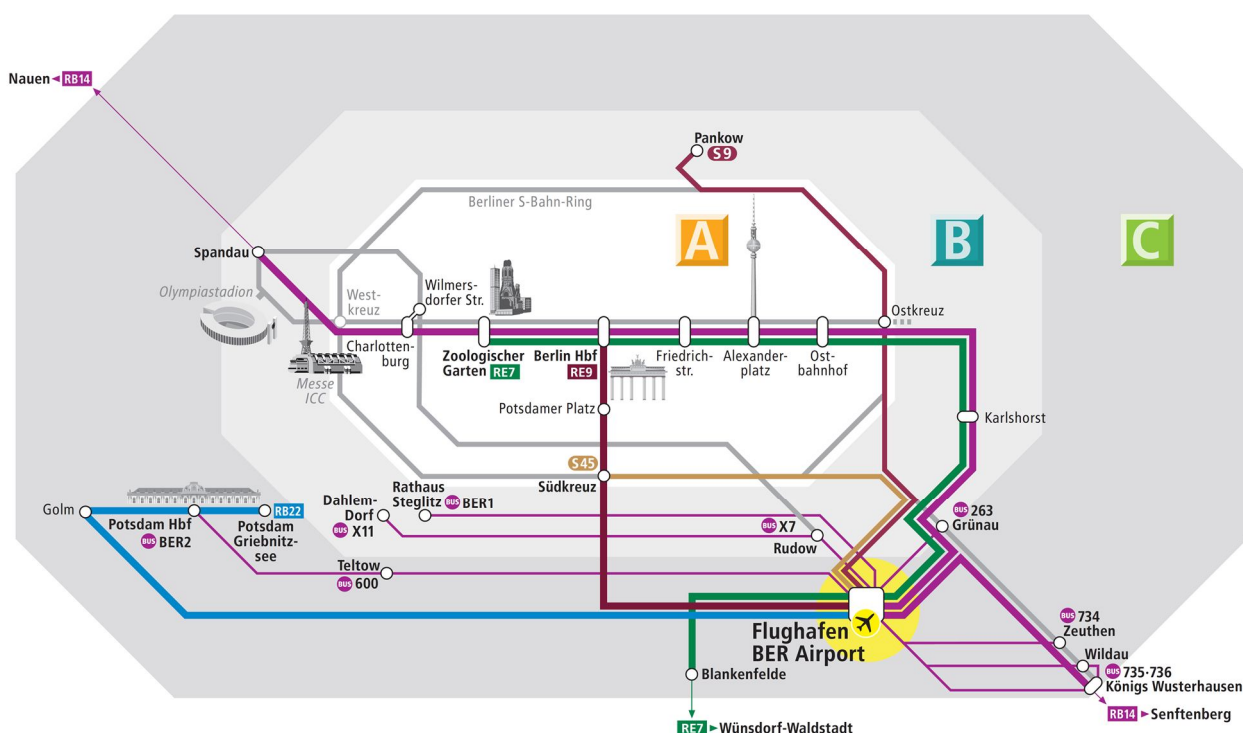 Nauen RB14
Pankow
S9
Berliner S-Bahn-Ring
A
B
C
Spandau
Olympiastadion
West-
kreuz
Wilmers-
dorfer Str.
Ostkreuz
Charlotten-
burg
Zoologischer
Garten RE7
Berlin Hbf
RE9
Friedrich-
str.
Alexander-
platz
Ost-
bahnhof
Messe
ICC
Potsdamer Platz
Karlshorst
S45
Südkreuz
Rathaus
Steglitz BUS BER1
Dahlem-
Dorf
BUS X11
Golm
RB22
Potsdam Hbf
BUS BER2
Potsdam
Griebnitz-
see
BUS X7
Rudow
BUS 263
Grünau
Teltow
BUS 600
Flughafen
BER Airport
BUS 734
Zeuthen
Wildau
BUS 735·736
Königs Wusterhausen
Blankenfelde
RB14 Senftenberg
RE7 Wünsdorf-Waldstadt